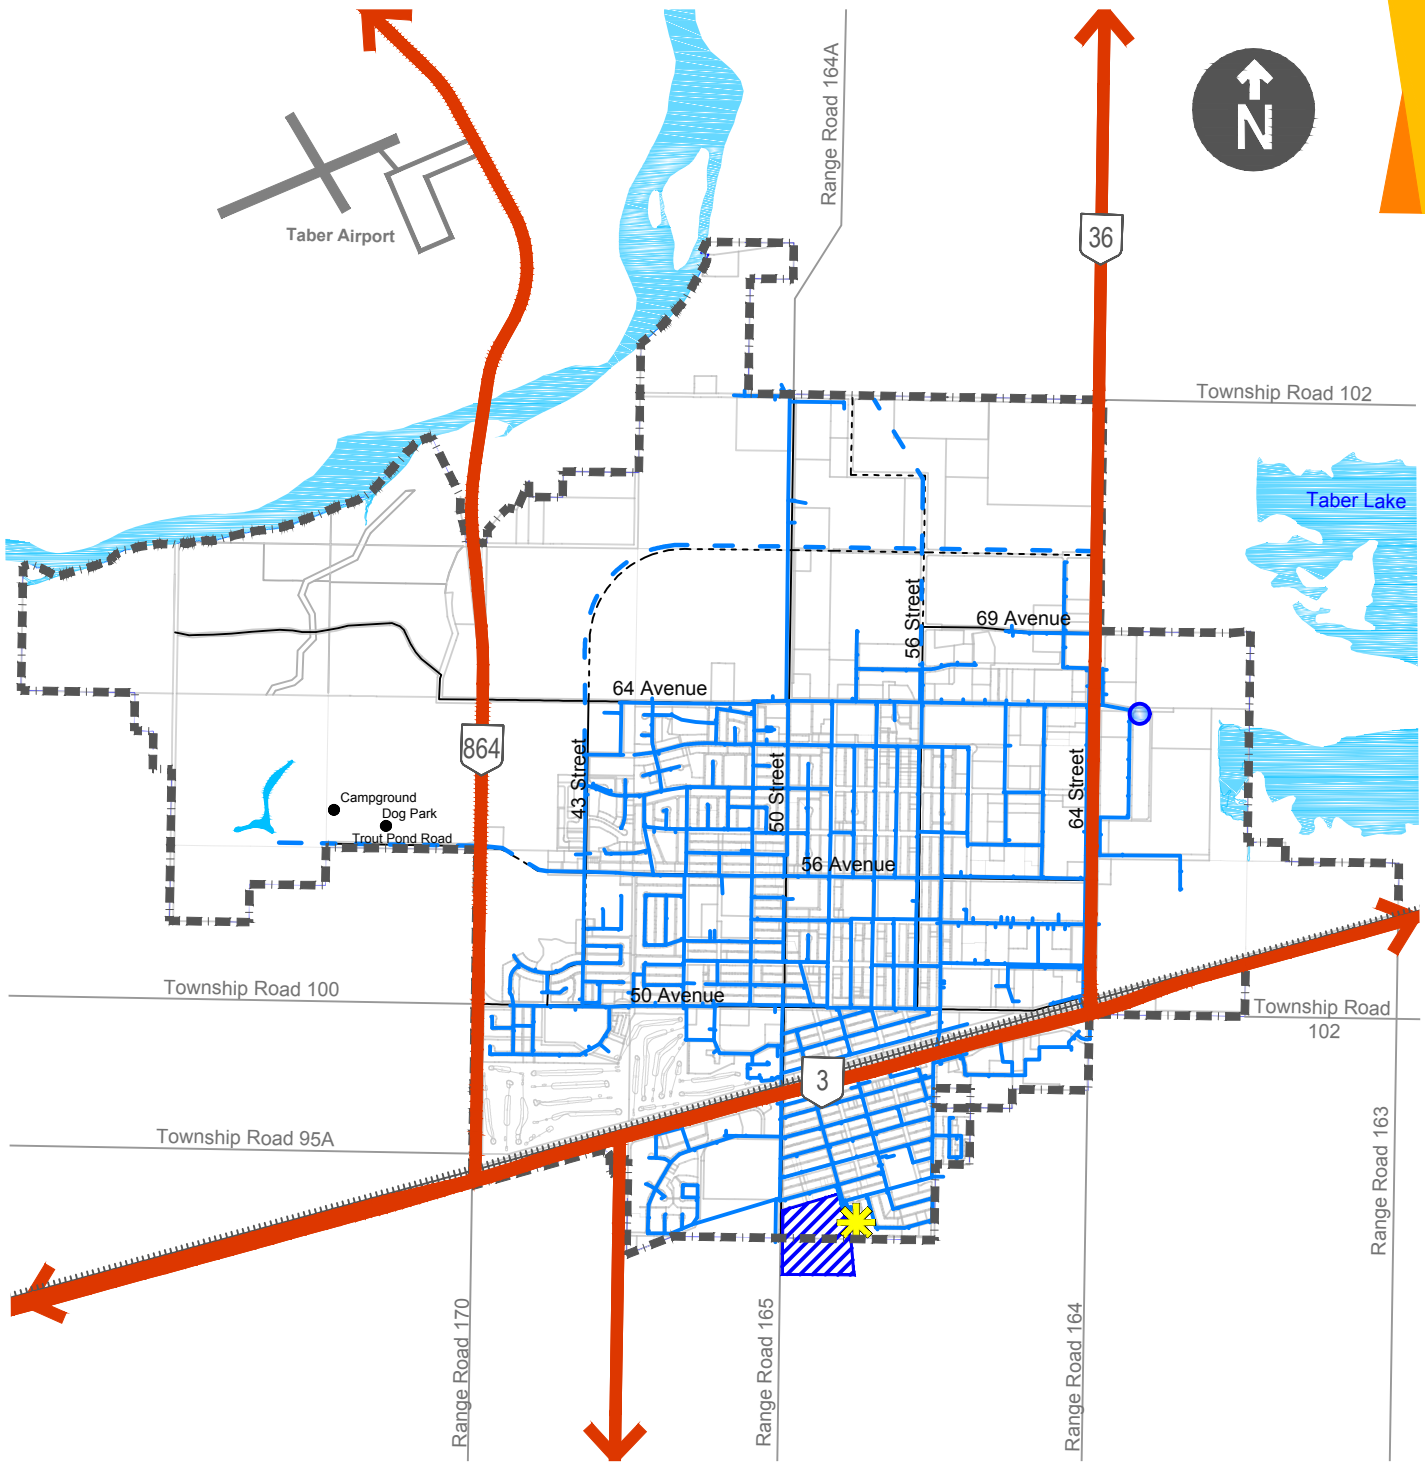 Range Road 164A
N
Taber Airport
36
Township Road 102
Taber Lake
56 Street
69 Avenue
64 Avenue
864
43 Street
50 Street
64 Street
Campground
Dog Park
Trout Pond Road
56 Avenue
Township Road 100
50 Avenue
Township Road
102
3
Township Road 95A
Range Road 163
Range Road 170
Range Road 165
Range Road 164